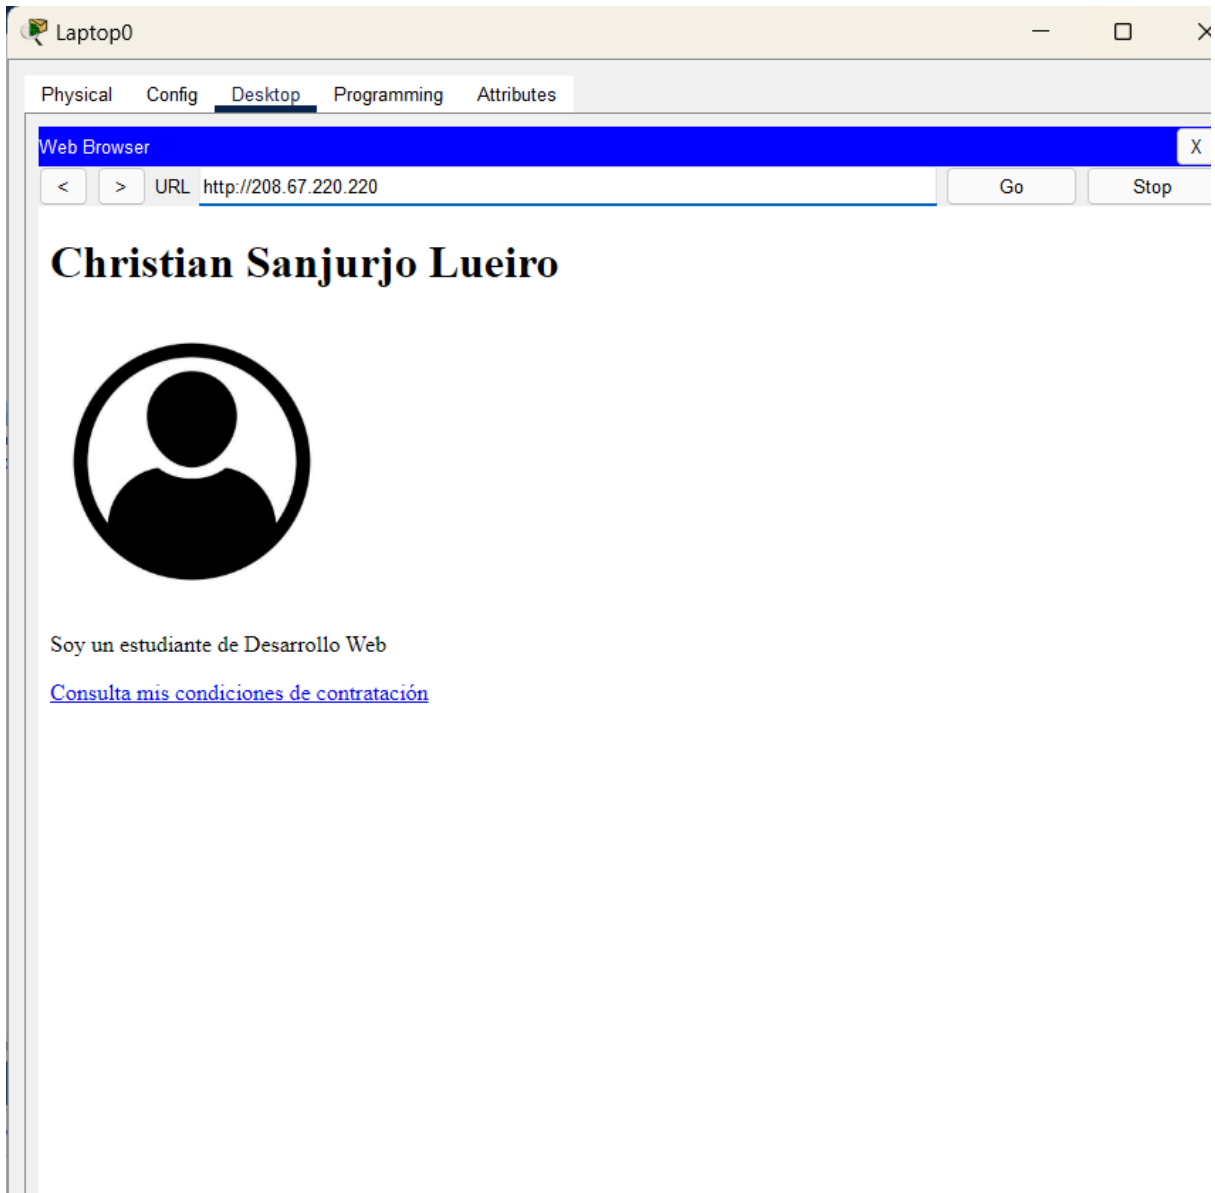 Laptop0
Physical Config Desktop Programming Attributes
Web Browser X
< > URL http://208.67.220.220 Go Stop
Christian Sanjurjo Lueiro
Soy un estudiante de Desarrollo Web
Consulta mis condiciones de contratación